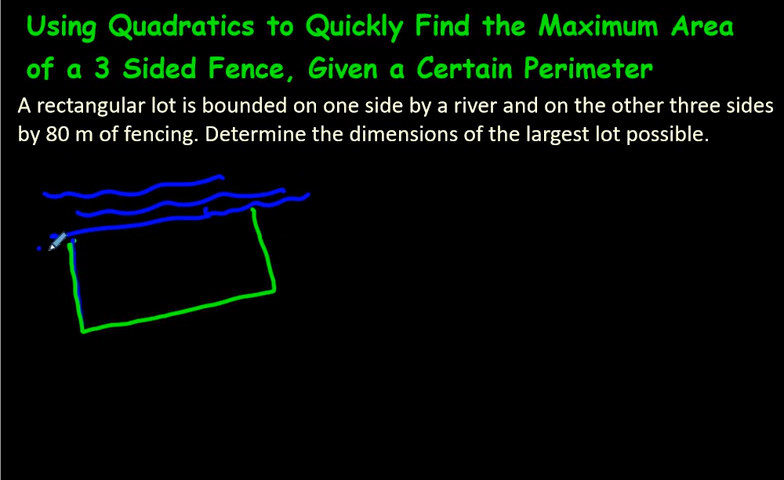 Using Quadratics to Quickly Find the Maximum Area
of a 3 Sided Fence, Given a Certain Perimeter
A rectangular lot is bounded on one side by a river and on the other three sides
by 80 m of fencing. Determine the dimensions of the largest lot possible.